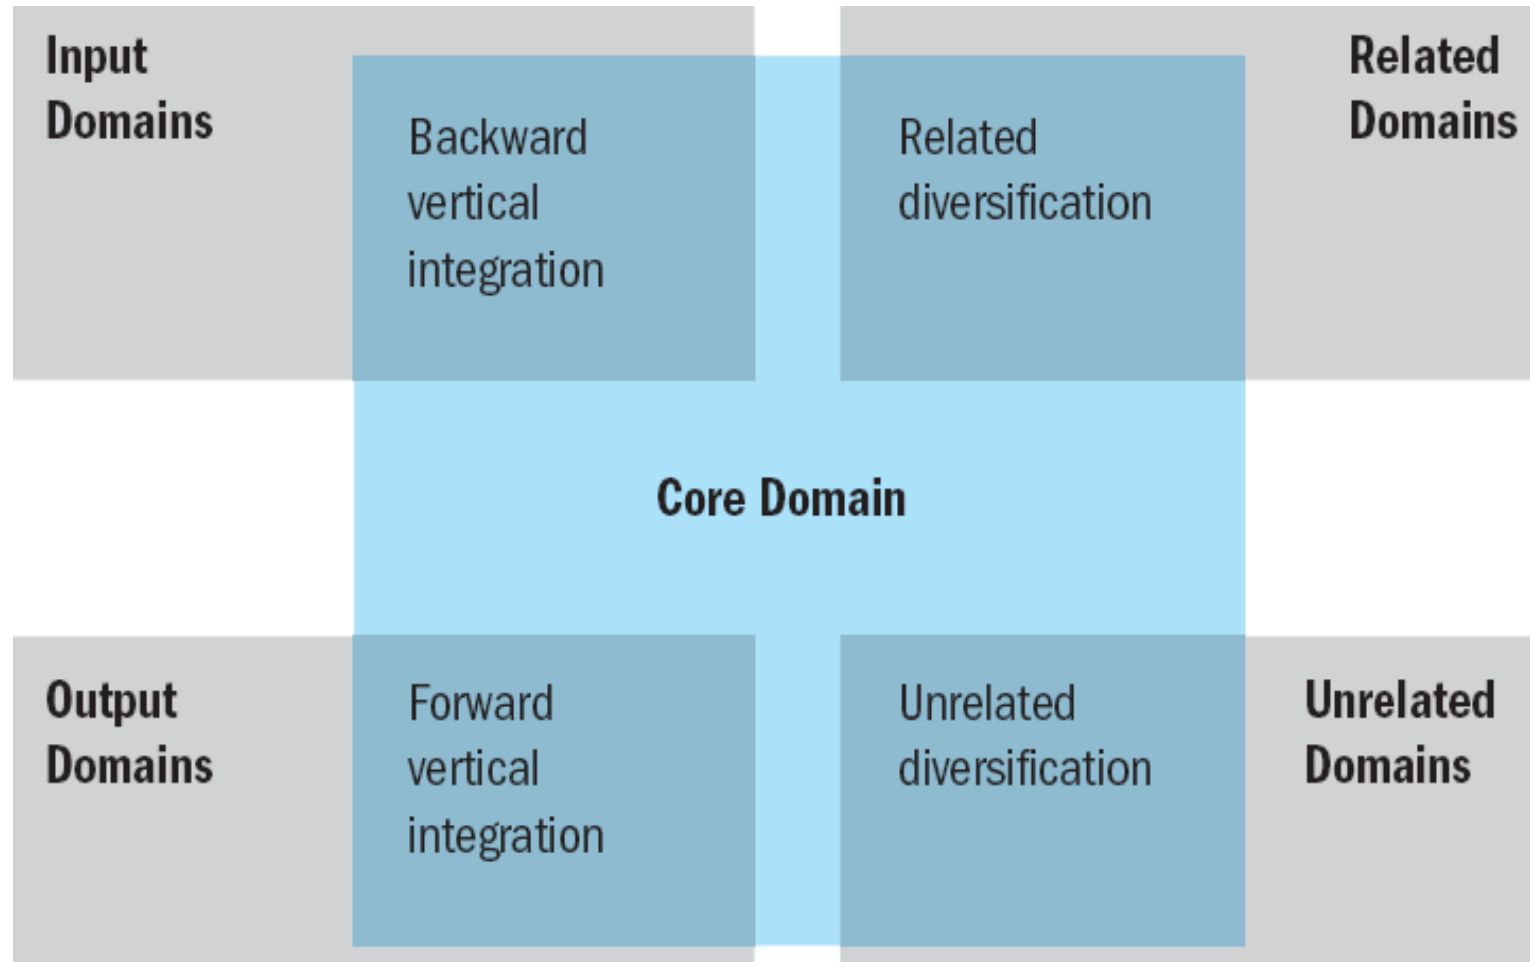 Input
Domains
Backward
vertical
integration
Related
diversification
Related
Domains
Core Domain
Output
Domains
Forward
vertical
integration
Unrelated
diversification
Unrelated
Domains